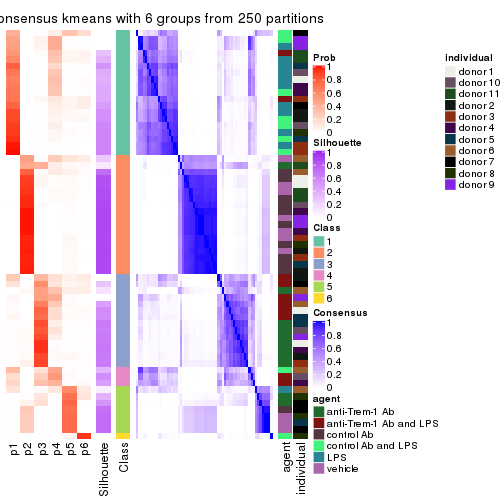 onsensus kmeans with 6 groups from 250 partitions
Prob
1
0.8
0.6
0.4
0.2
0
Silhouette
1
0.8
0.6
0.4
0.2
0
Class
1
2
3
4
5
6
Consensus
1
0.8
0.6
0.4
0.2
0
agent
anti-Trem-1 Ab
anti-Trem-1 Ab and LPS
control Ab
control Ab and LPS
LPS
vehicle
individual
donor 1
donor 10
donor 11
donor 2
donor 3
donor 4
donor 5
donor 6
donor 7
donor 8
donor 9
p1
p2
p3
p4
p5
p6
Silhouette
Class
agent
individual